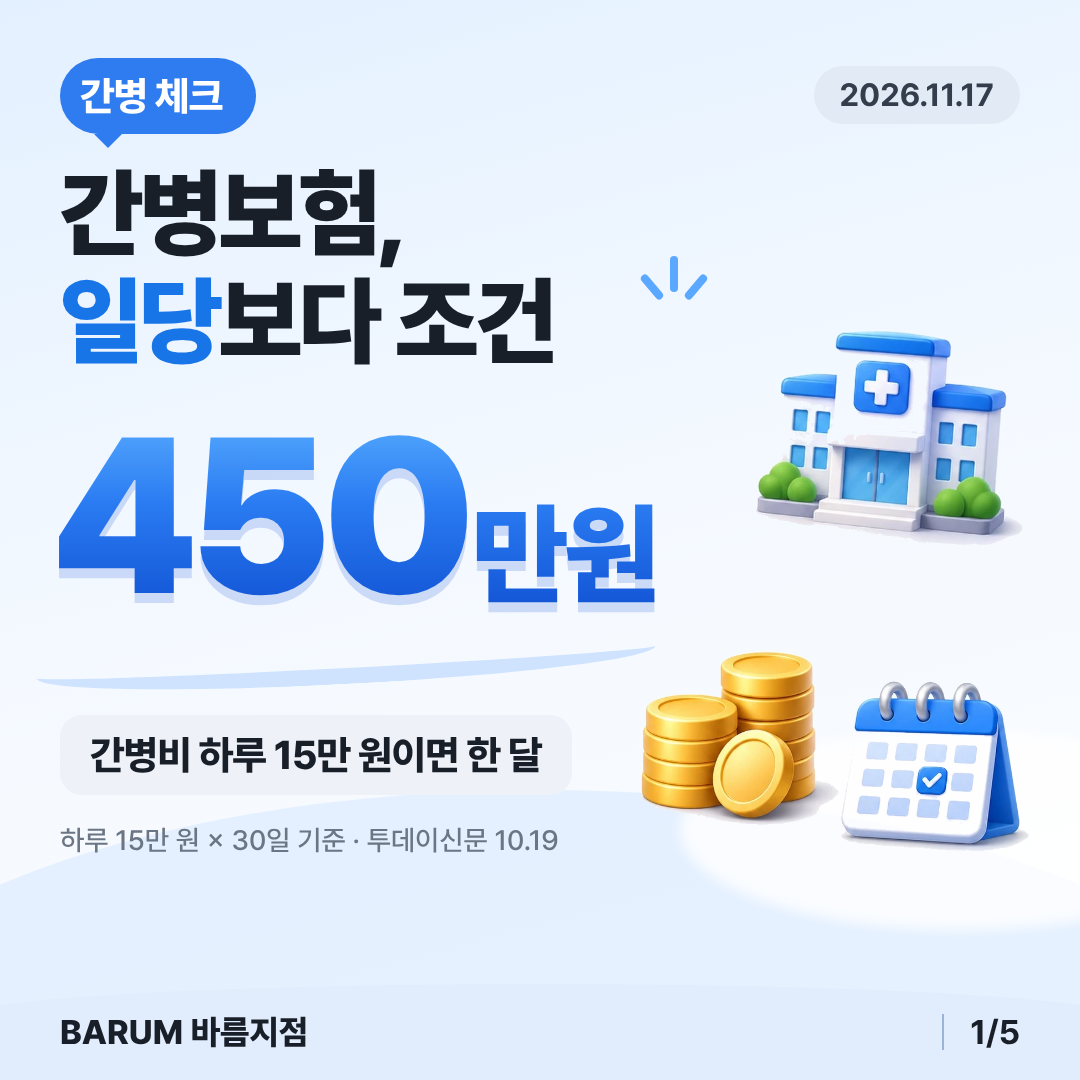 간병 체크
2026.11.17
간병보험,
일당보다 조건
450만원
간병비 하루 15만 원이면 한 달
하루 15만 원 × 30일 기준 · 투데이신문 10.19
BARUM 바름지점
1/5